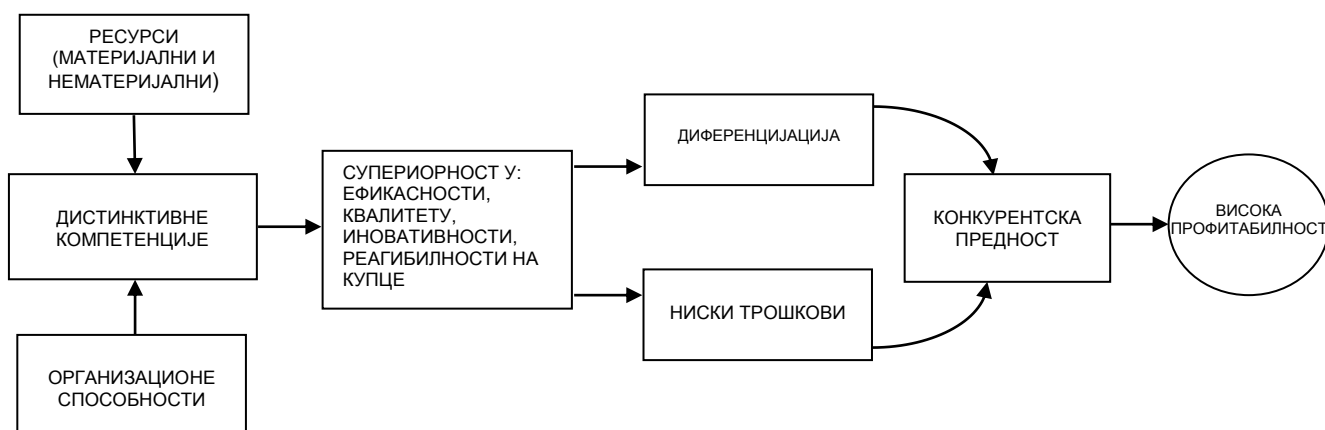 РЕСУРСИ
(МАТЕРИЈАЛНИ И
НЕМАТЕРИЈАЛНИ)
ДИСТИНКТИВНЕ
КОМПЕТЕНЦИЈЕ
ОРГАНИЗАЦИОНЕ
СПОСОБНОСТИ
СУПЕРИОРНОСТ У:
ЕФИКАСНОСТИ,
КВАЛИТЕТУ,
ИНОВАТИВНОСТИ,
РЕАГИБИЛНОСТИ НА
КУПЦЕ
ДИФЕРЕНЦИЈАЦИЈА
НИСКИ ТРОШКОВИ
КОНКУРЕНТСКА
ПРЕДНОСТ
ВИСОКА
ПРОФИТАБИЛНОСТ